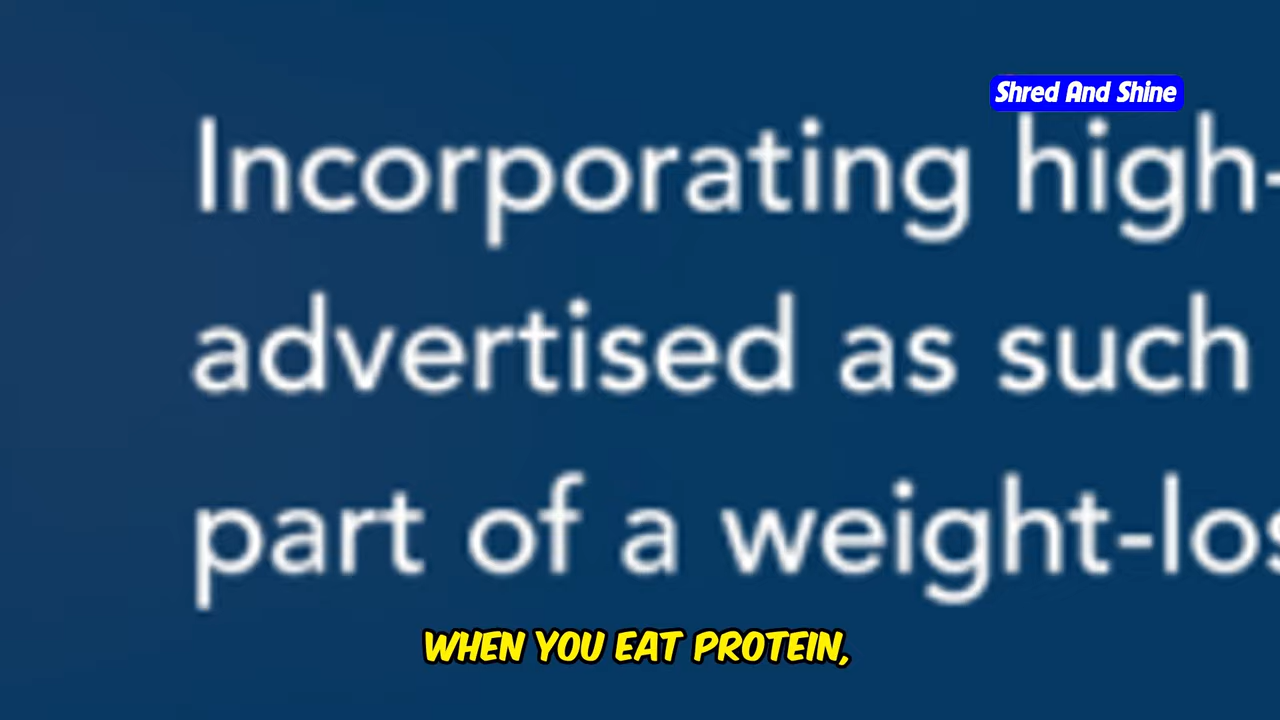 Shred And Shine
Incorporating high-
advertised as such
part of a weight-los
WHEN YOU EAT PROTEIN,